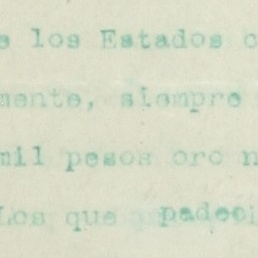 e los Estados c
mente, siempre
mil pesos oro n
Los que padeci